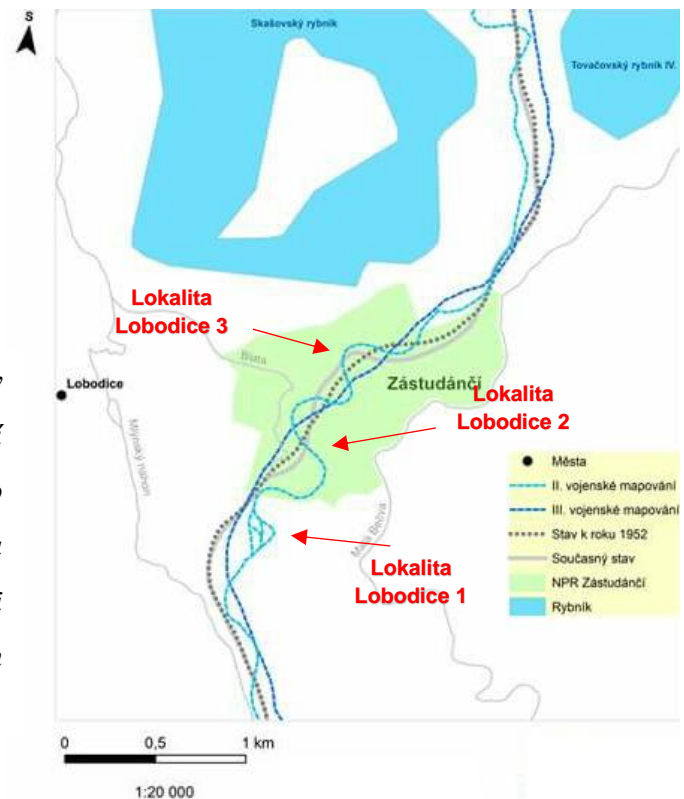 S
Skašovský rybník
Tovačovský rybník IV.
Lokalita
Lobodice 3
Blata
Lobodice
Zástudánčí
Lokalita
Lobodice 2
Mlýnský náhon
Malá Bečva
Lokalita
Lobodice 1
Města
II. vojenské mapování
III. vojenské mapování
Stav k roku 1952
Současný stav
NPR Zástudánčí
Rybník
0 0,5 1 km
1:20 000